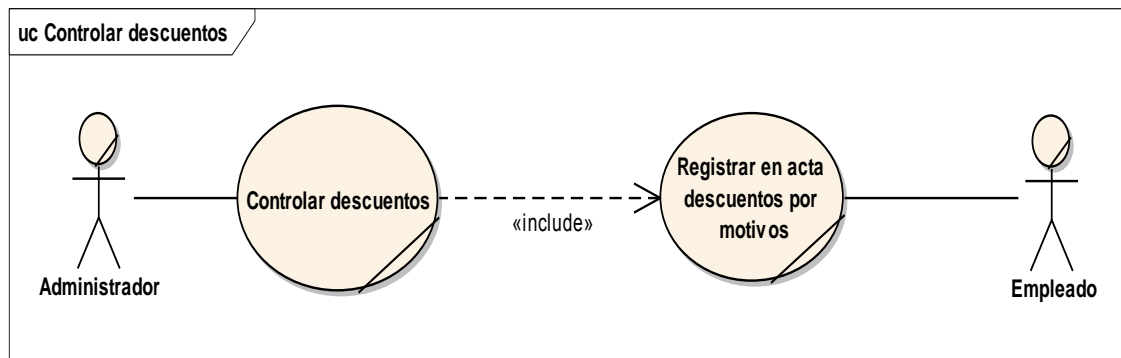 uc Controlar descuentos
Controlar descuentos
«include»
Registrar en acta
descuentos por
motivos
Administrador
Empleado